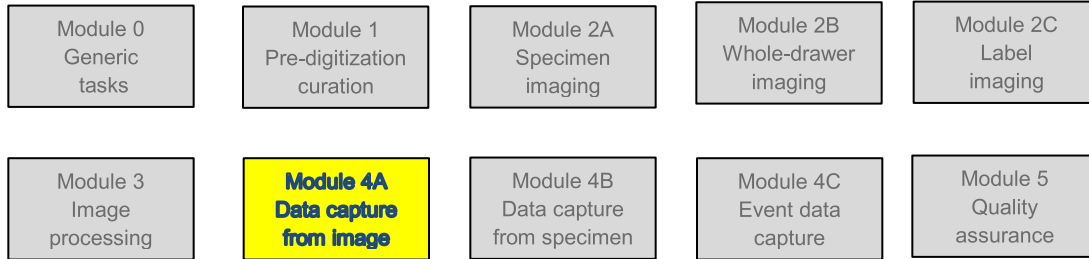 Module 0
Generic
tasks
Module 1
Pre-digitization
curation
Module 2A
Specimen
imaging
Module 2B
Whole-drawer
imaging
Module 2C
Label
imaging
Module 3
Image
processing
Module 4A
Data capture
from image
Module 4B
Data capture
from specimen
Module 4C
Event data
capture
Module 5
Quality
assurance